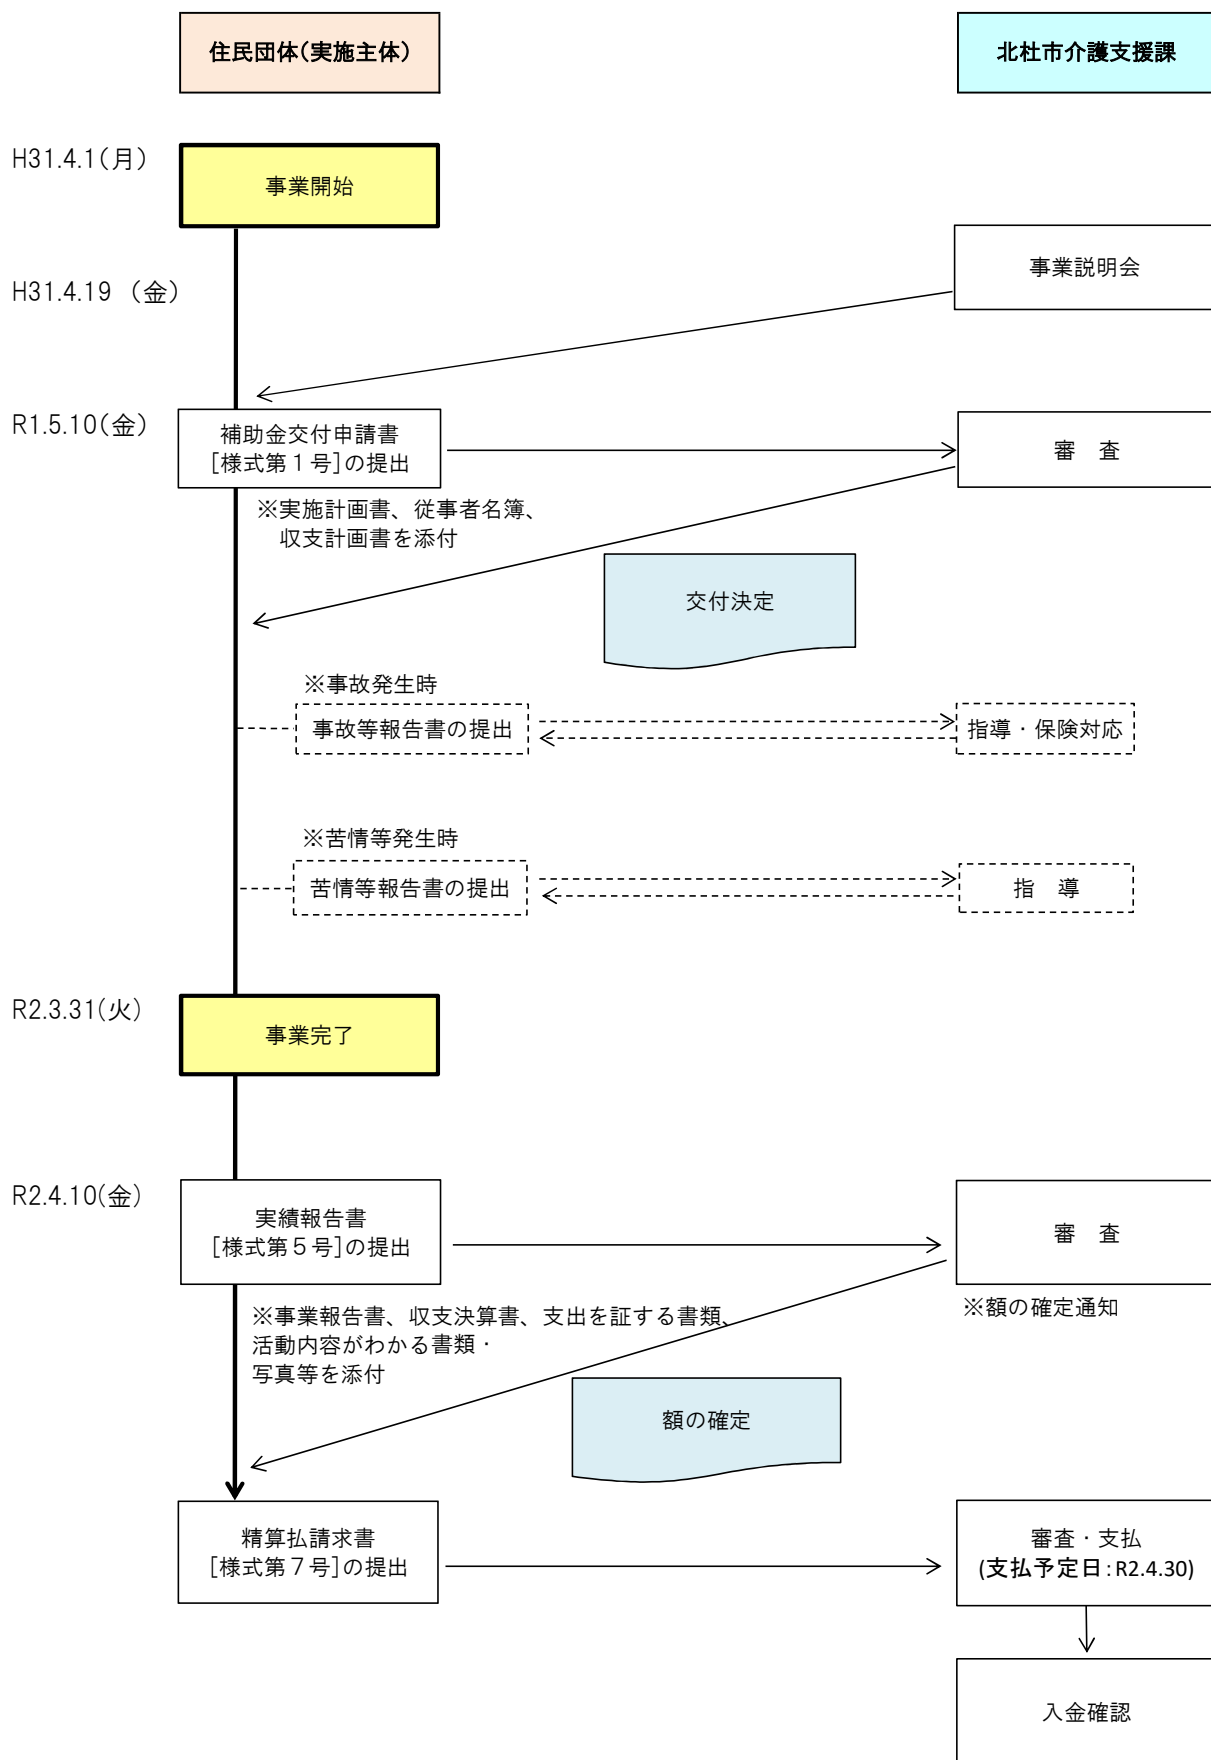 住民団体(実施主体)
北杜市介護支援課
H31.4.1(月)
事業開始
事業説明会
H31.4.19 (金)
R1.5.10(金)
補助金交付申請書
[様式第１号]の提出
審　査
※実施計画書、従事者名簿、
収支計画書を添付
交付決定
※事故発生時
事故等報告書の提出
指導・保険対応
※苦情等発生時
苦情等報告書の提出
指　導
R2.3.31(火)
事業完了
R2.4.10(金)
実績報告書
[様式第５号]の提出
審　査
※額の確定通知
※事業報告書、収支決算書、支出を証する書類、
活動内容がわかる書類・
写真等を添付
額の確定
精算払請求書
[様式第７号]の提出
審査・支払
(支払予定日:R2.4.30)
入金確認